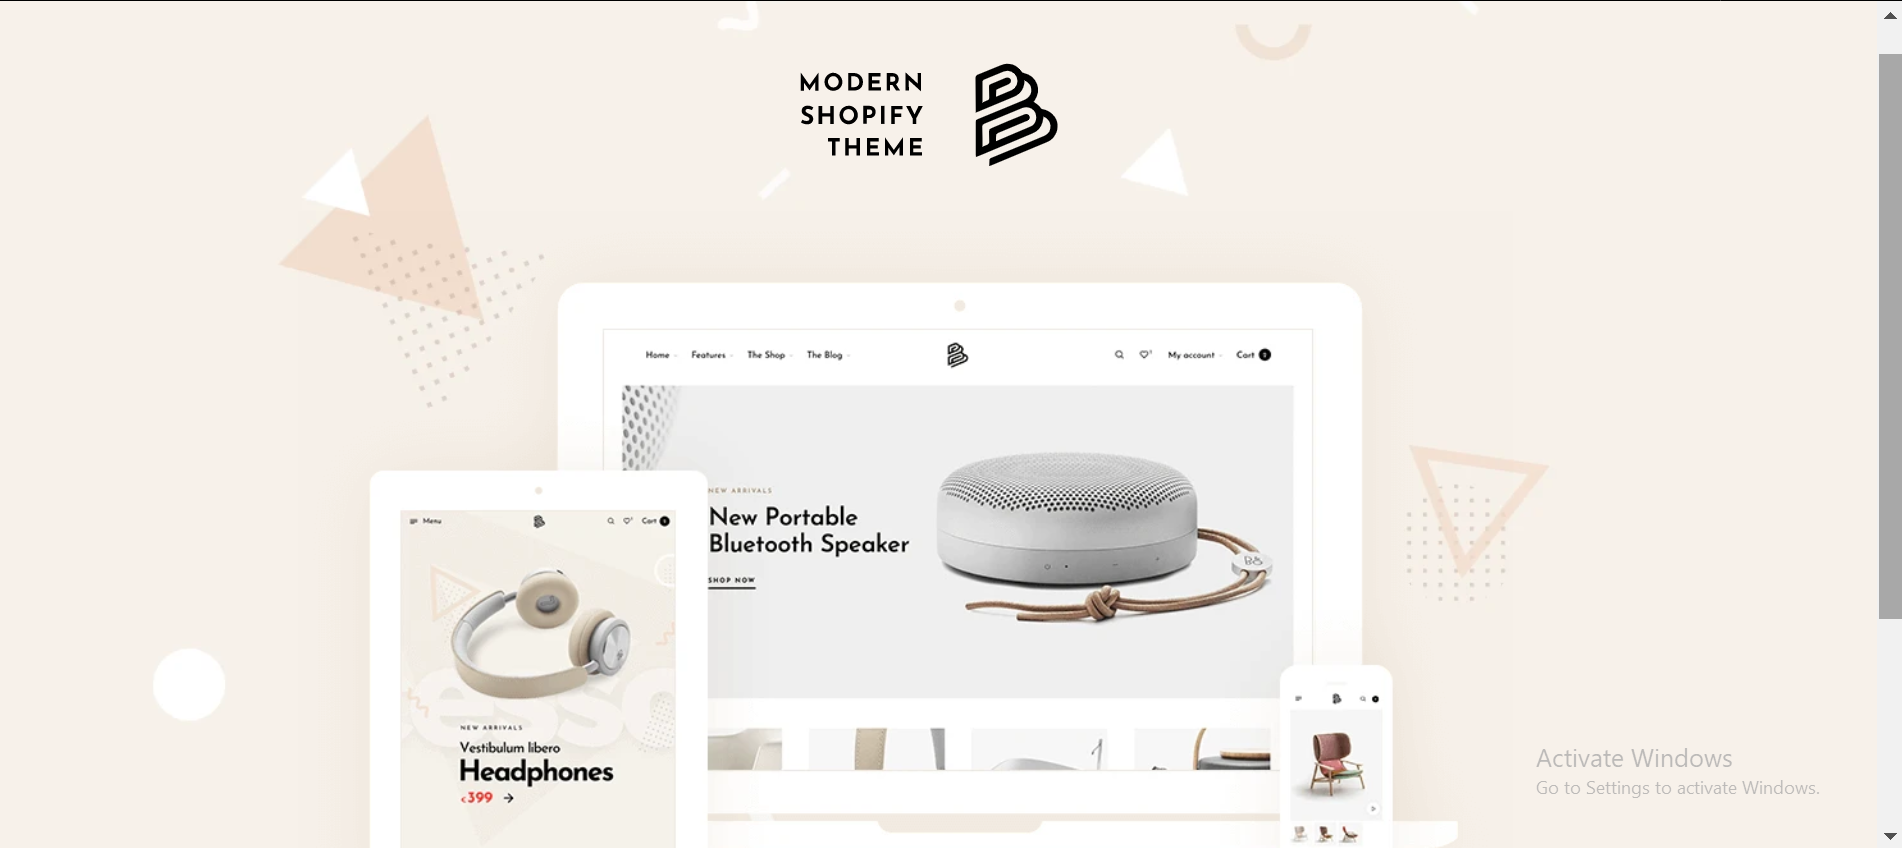 MODERN
SHOPIFY
THEME
Home
Features
The Shop
The Blog
My account
Cart
NEW ARRIVALS
New Portable
Bluetooth Speaker
SHOP NOW
Menu
Cart
NEW ARRIVALS
Vestibulum libero
Headphones
€399
Activate Windows
Go to Settings to activate Windows.